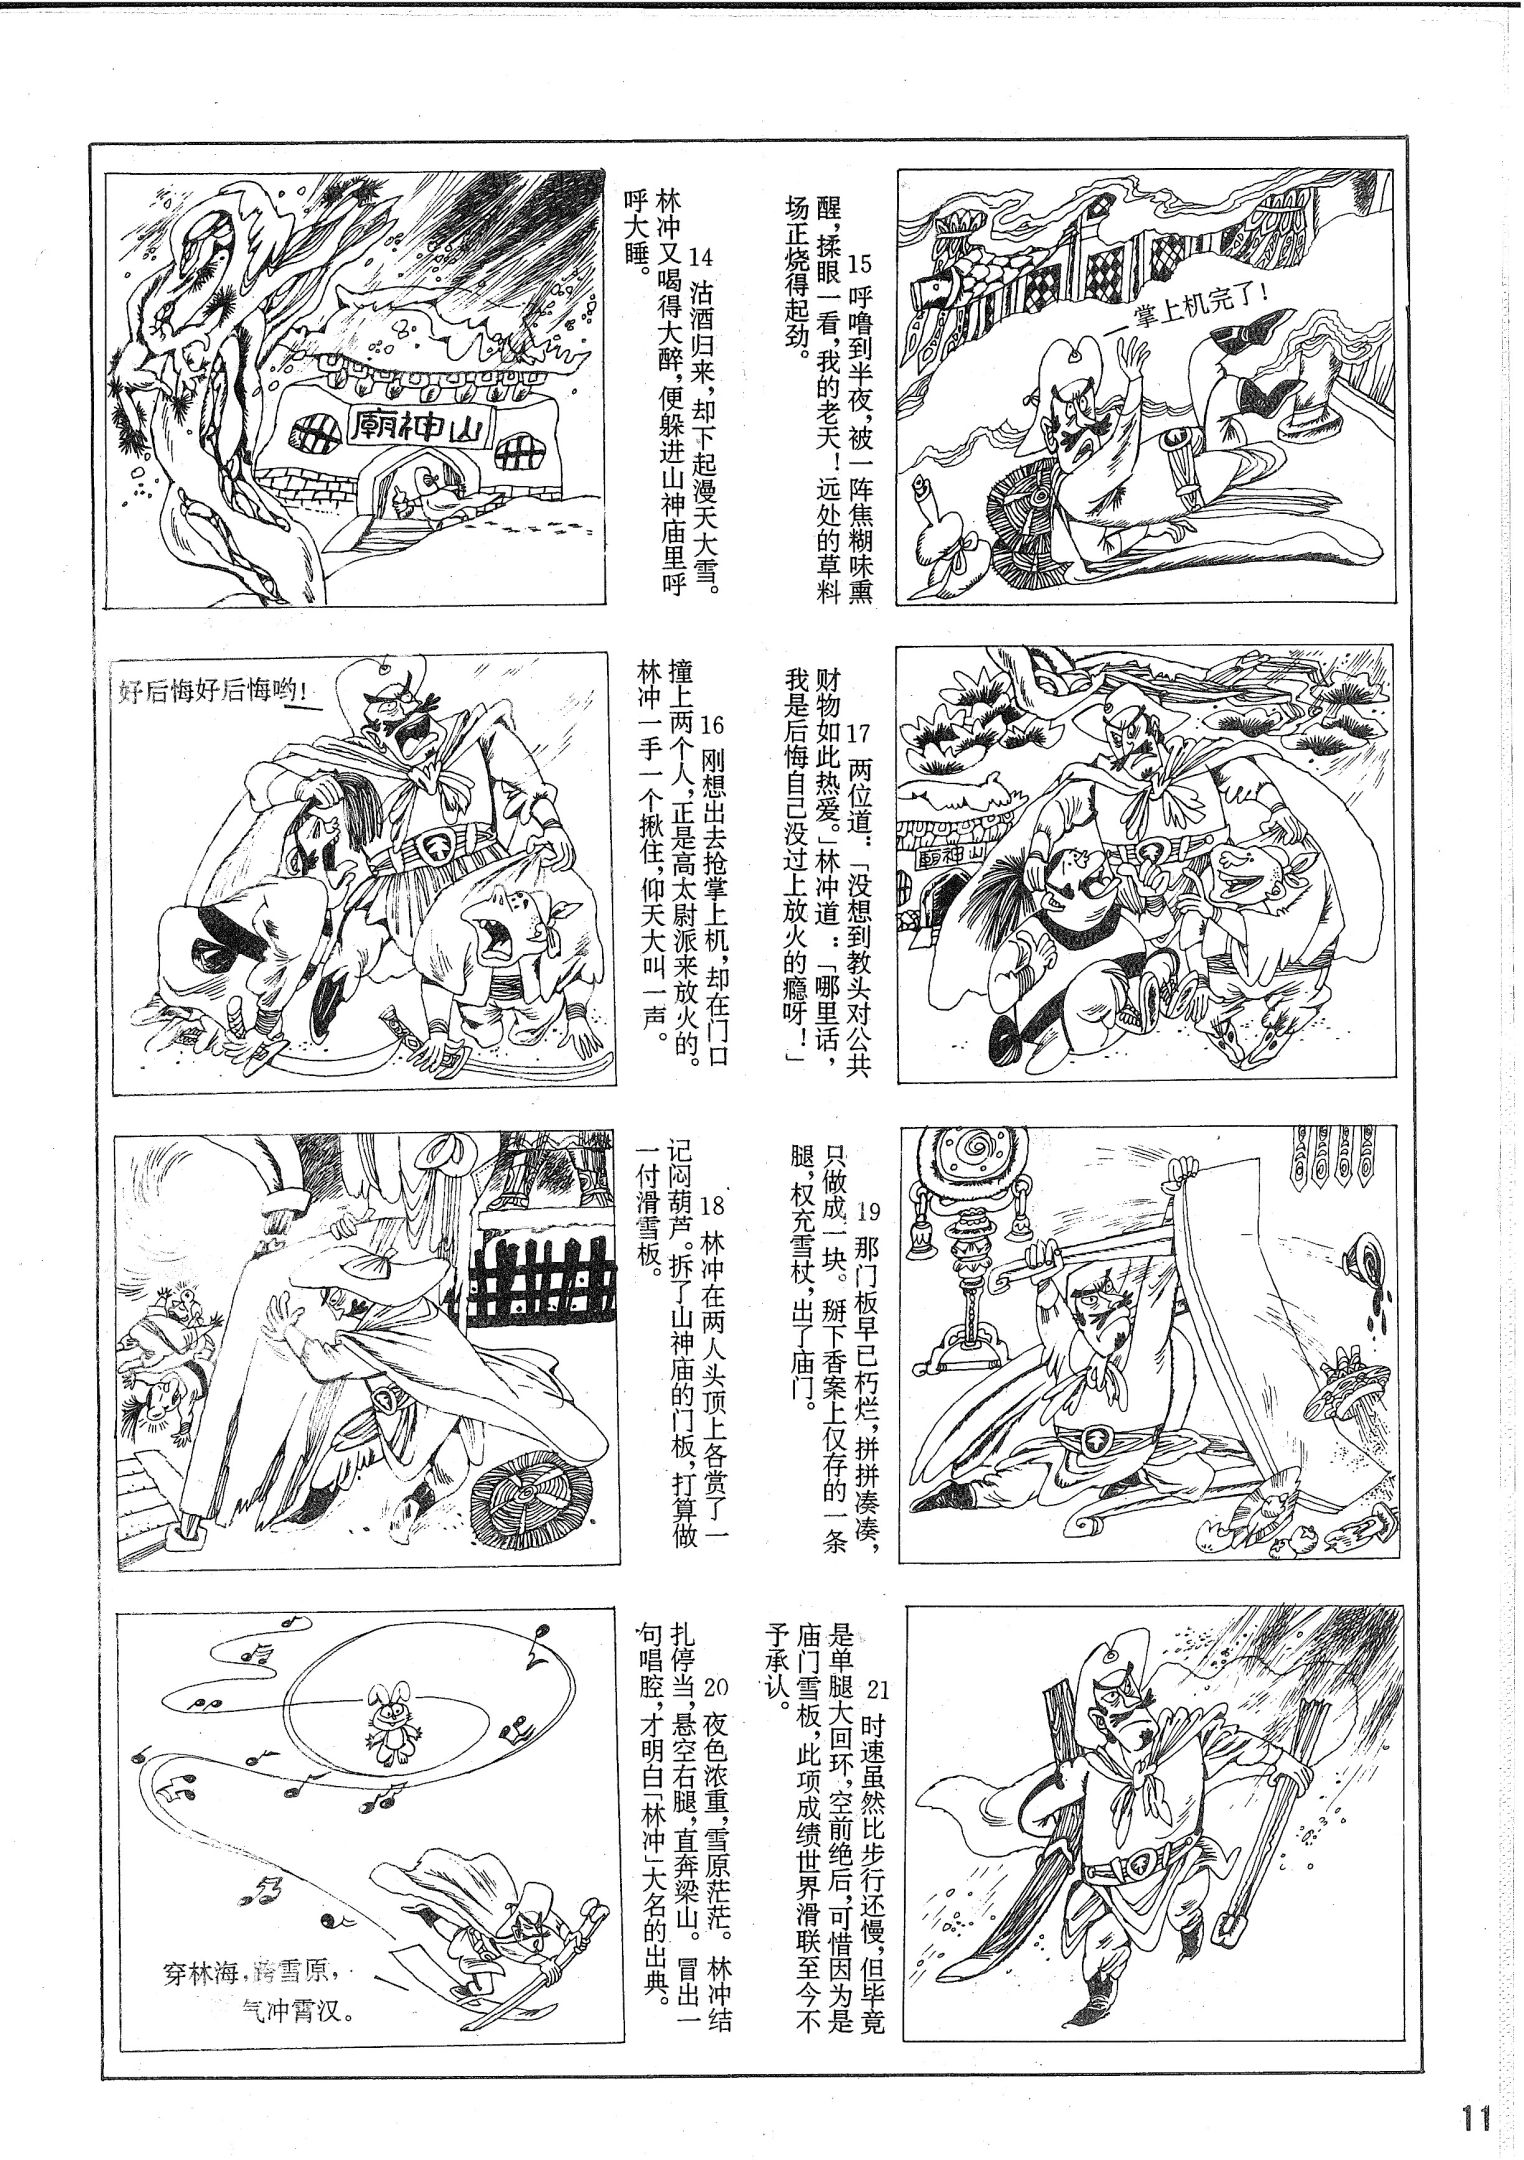 14 沽酒归来，却下起漫天大雪。
林冲又喝得大醉，便躲进山神庙里呼
呼大睡。
廟神山
15 呼噜到半夜，被一阵焦糊味熏
醒，揉眼一看，我的老天！远处的草料
场正烧得起劲。
掌上机完了！
16 刚想出去抢掌上机，却在门口
撞上两个人，正是高太尉派来放火的。
林冲一手一个揪住，仰天大叫一声。
好后悔好后悔哟！
17 两位道：「没想到教头对公共
财物如此热爱。」林冲道：「哪里话，
我是后悔自己没过上放火的瘾呀！」
廟神山
18 林冲在两人头顶上各赏了一
记闷葫芦。拆了山神庙的门板，打算做
一付滑雪板。
19 那门板早已朽烂，拼拼凑凑，
只做成一块。掰下香案上仅存的一条
腿，权充雪杖，出了庙门。
20 夜色浓重，雪原茫茫。林冲结
扎停当，悬空右腿，直奔梁山。冒出一
句唱腔，才明白「林冲」大名的出典。
穿林海，跨雪原，
气冲霄汉。
21 时速虽然比步行还慢，但毕竟
是单腿大回环，空前绝后，可惜因为是
庙门雪板，此项成绩世界滑联至今不
予承认。
11